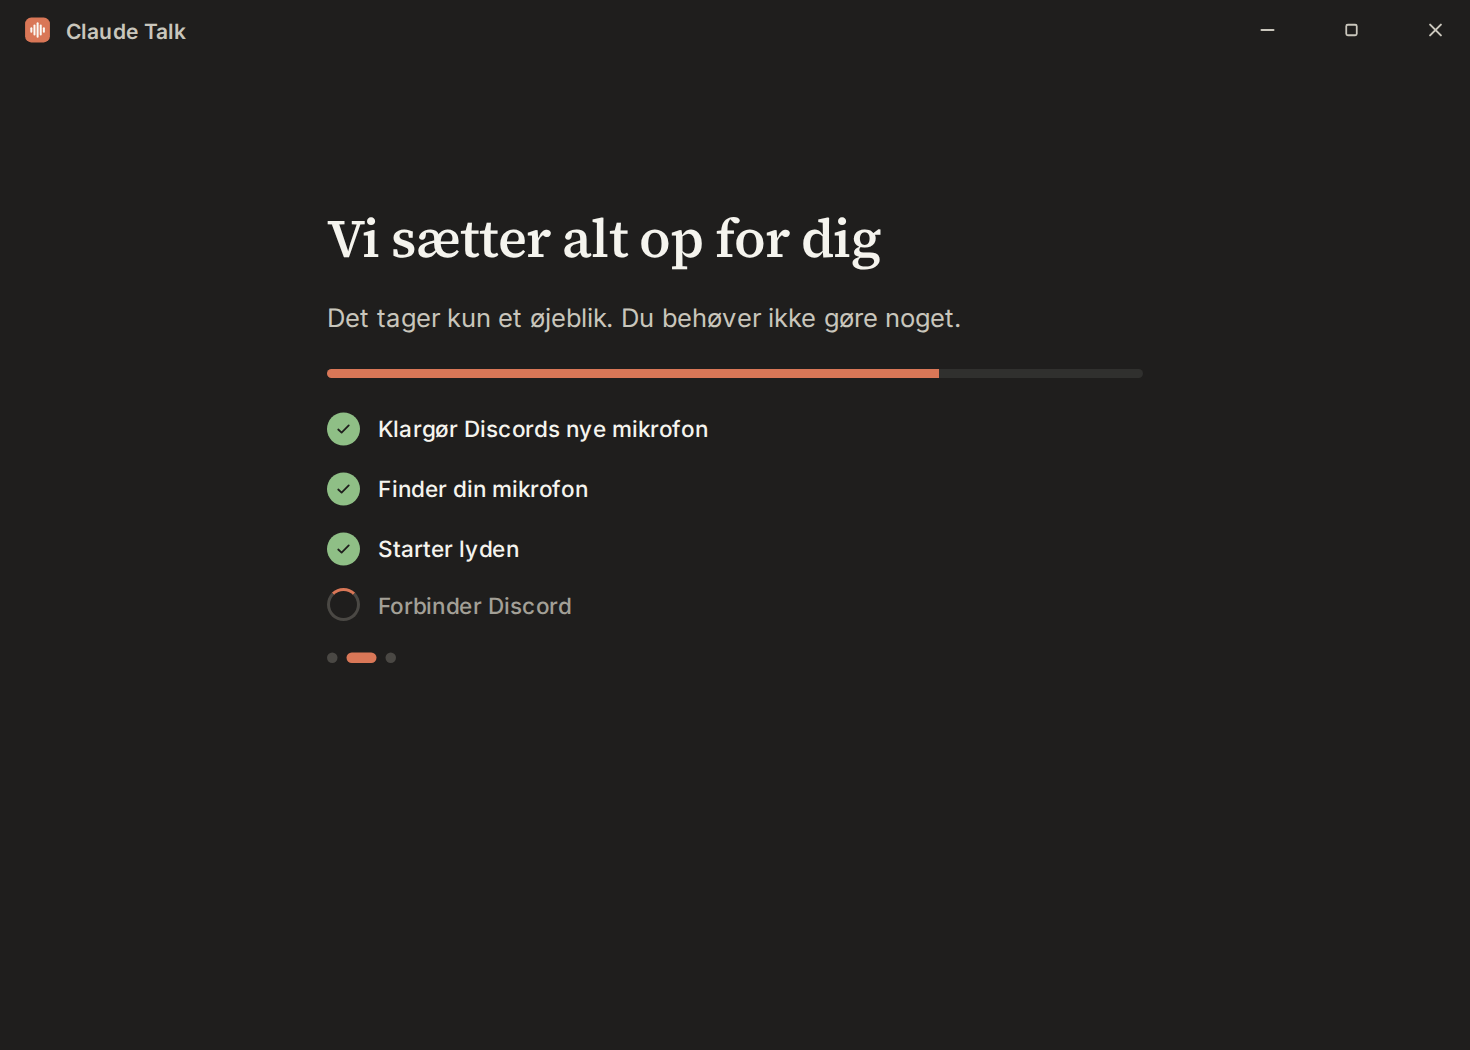 Claude Talk
Vi sætter alt op for dig
Det tager kun et øjeblik. Du behøver ikke gøre noget.
Klargør Discords nye mikrofon
Finder din mikrofon
Starter lyden
Forbinder Discord